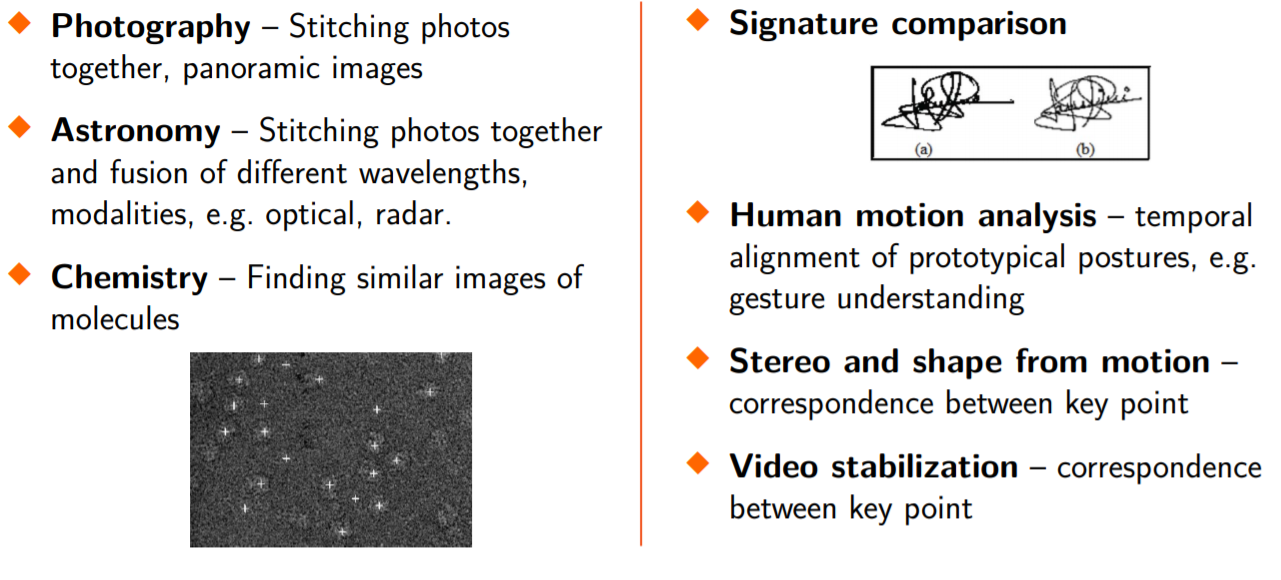 ◆ Photography – Stitching photos
together, panoramic images
◆ Astronomy – Stitching photos together
and fusion of different wavelengths,
modalities, e.g. optical, radar.
◆ Chemistry – Finding similar images of
molecules
◆ Signature comparison
(a) (b)
◆ Human motion analysis – temporal
alignment of prototypical postures, e.g.
gesture understanding
◆ Stereo and shape from motion –
correspondence between key point
◆ Video stabilization – correspondence
between key point